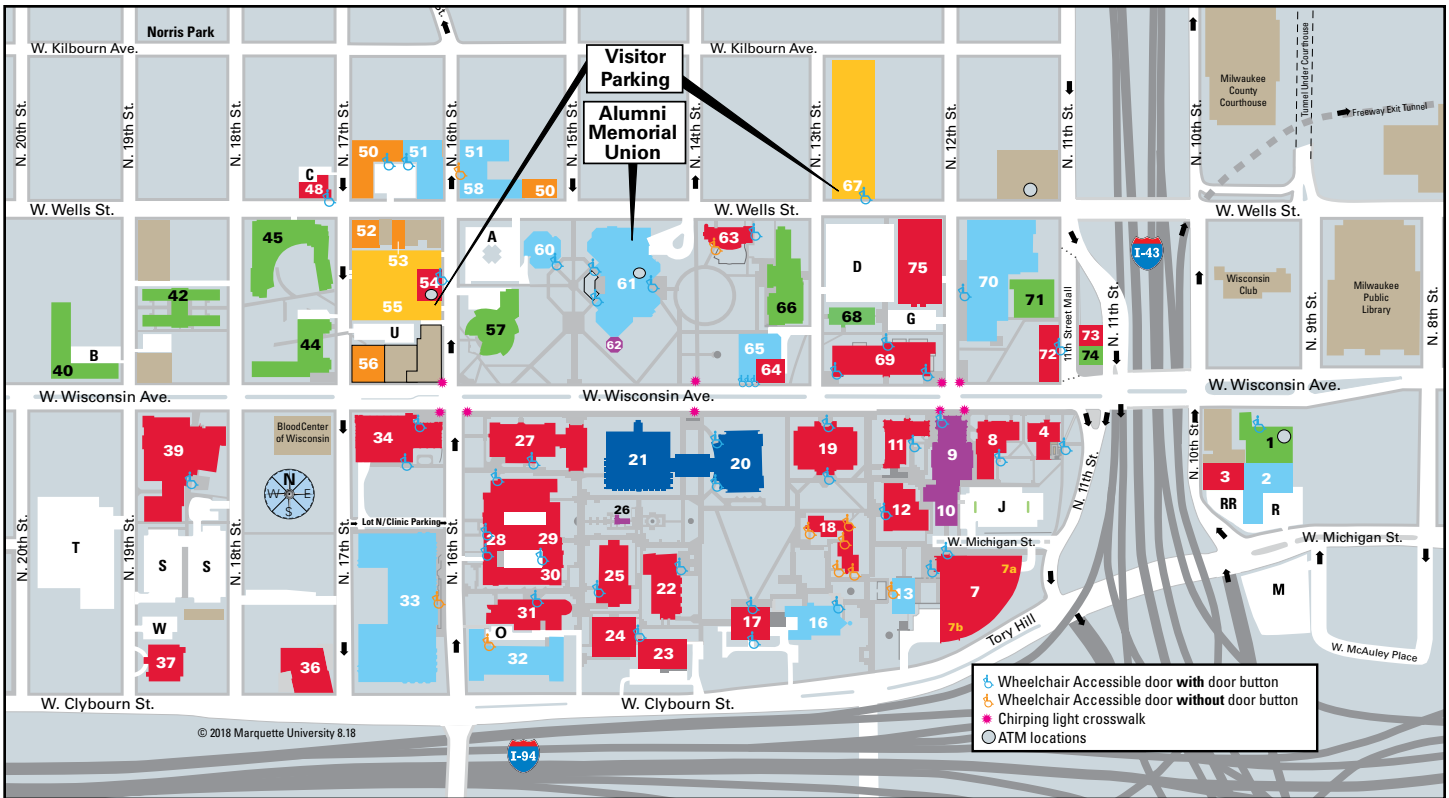 Norris Park
W. Kilbourn Ave.
W. Kilbourn Ave.
St.
Visitor
Parking
Alumni
Memorial
Union
Milwaukee
County
Courthouse
Tunnel Under Courthouse
Freeway Exit Tunnel
N. 20th St.
N. 19th St.
N. 18th St.
N. 17th St.
N. 16th St.
N. 15th St.
N. 14th St.
N. 13th St.
N. 12th St.
N. 11th St.
N. 10th St.
C
48
50
51
51
58
50
67
W. Wells St.
W. Wells St.
W. Wells St.
45
52
53
54
55
A
60
61
62
63
66
D
75
70
71
I-43
Wisconsin
Club
Milwaukee
Public
Library
N. 9th St.
N. 8th St.
42
44
B
40
U
56
57
65
64
68
G
69
72
11th Street Mall
73
74
N. 11th St.
W. Wisconsin Ave.
W. Wisconsin Ave.
W. Wisconsin Ave.
39
BloodCenter
of Wisconsin
34
27
21
20
19
11
9
8
4
1
2
3
RR
R
N. 10th St.
N. 11th St.
N
W
E
S
Lot N/Clinic Parking
26
28
29
30
12
10
J
18
W. Michigan St.
W. Michigan St.
N. 20th St.
N. 19th St.
N. 18th St.
N. 17th St.
N. 16th St.
T
S
S
W
33
25
22
31
O
32
24
23
17
16
13
7
7a
7b
Tory Hill
M
W. McAuley Place
37
36
W. Clybourn St.
W. Clybourn St.
Wheelchair Accessible door with door button
Wheelchair Accessible door without door button
Chirping light crosswalk
ATM locations
© 2018 Marquette University 8.18
I-94